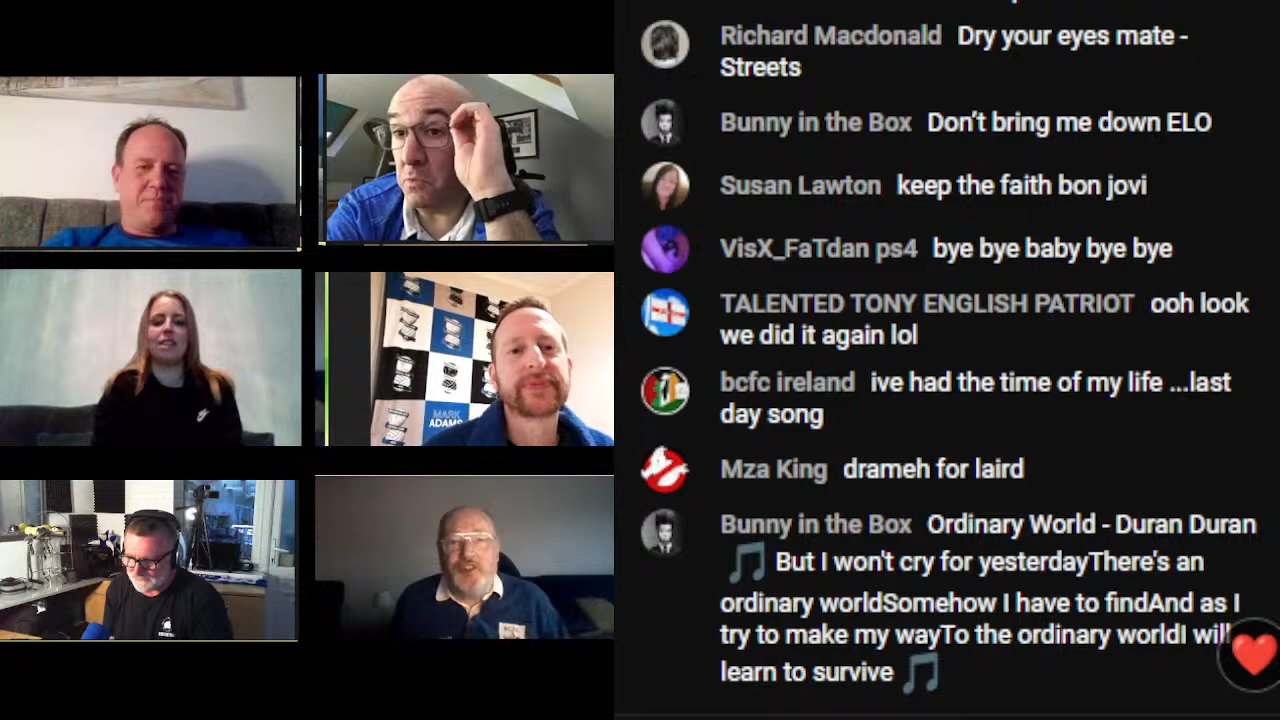 MARK
ADAMS
Richard Macdonald Dry your eyes mate -
Streets
Bunny in the Box Don't bring me down ELO
Susan Lawton keep the faith bon jovi
VisX_FaTdan ps4 bye bye baby bye bye
TALENTED TONY ENGLISH PATRIOT ooh look
we did it again lol
bcfc ireland ive had the time of my life ...last
day song
Mza King drameh for laird
Bunny in the Box Ordinary World - Duran Duran
🎵 But I won't cry for yesterdayThere's an
ordinary worldSomehow I have to findAnd as I
try to make my wayTo the ordinary worldI will
learn to survive 🎵